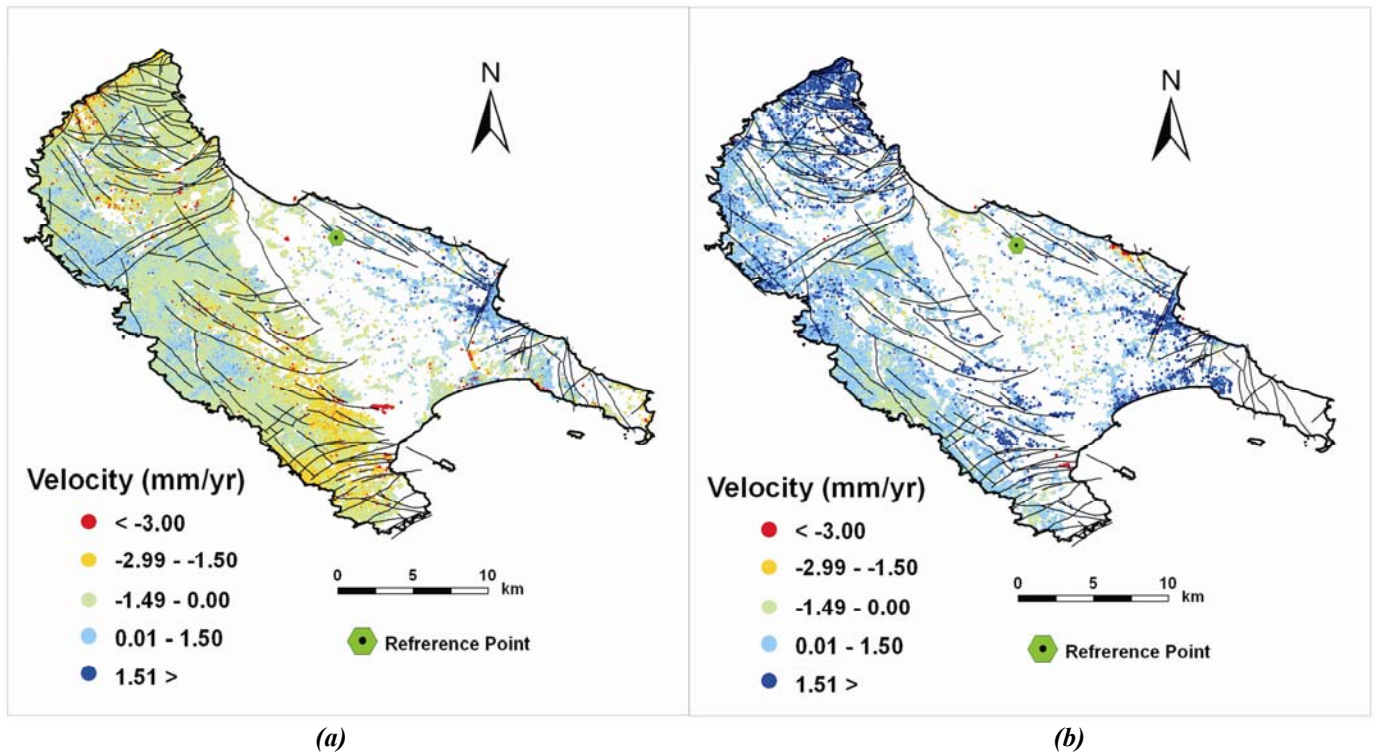 N
Velocity (mm/yr)
< -3.00
-2.99 - -1.50
-1.49 - 0.00
0.01 - 1.50
1.51 >
0 5 10
km
Refrerence Point
(a)
N
Velocity (mm/yr)
< -3.00
-2.99 - -1.50
-1.49 - 0.00
0.01 - 1.50
1.51 >
0 5 10
km
Refrerence Point
(b)